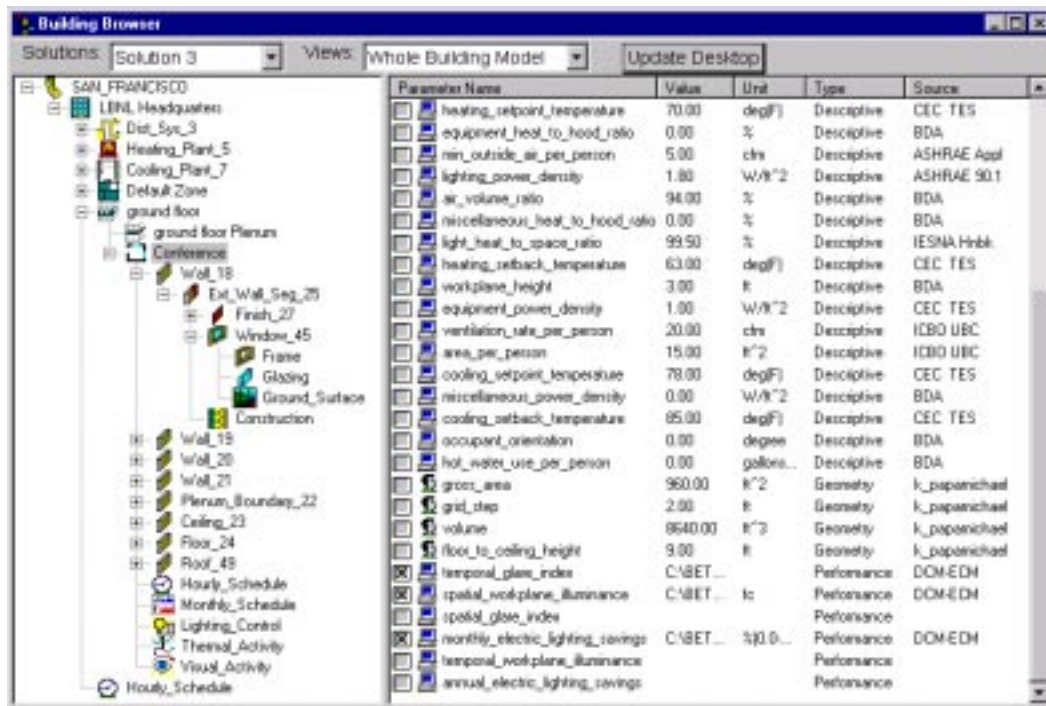 Building Browser
Solutions: Solution 3 Views: Whole Building Model Update Desktop
SAN_FRANCISCO
LBNL Headquarters
Dist_Sys_3
Heating_Plant_5
Cooling_Plant_7
Default Zone
ground floor
ground floor Plenum
Conference
Wall_18
Ext_Wall_Seg_25
Finish_27
Window_45
Frame
Glazing
Ground_Surface
Construction
Wall_19
Wall_20
Wall_21
Plenum_Boundary_22
Ceiling_23
Floor_24
Roof_49
Hourly_Schedule
Monthly_Schedule
Lighting_Control
Thermal_Activity
Visual_Activity
Hourly_Schedule
Parameter Name Value Unit Type Source
heating_setpoint_temperature 70.00 deg(F) Descriptive CEC TES
equipment_heat_to_hood_ratio 0.00 % Descriptive BDA
min_outside_air_per_person 5.00 cfm Descriptive ASHRAE Appl
lighting_power_density 1.80 W/ft^2 Descriptive ASHRAE 90.1
air_volume_ratio 94.00 % Descriptive BDA
miscellaneous_heat_to_hood_ratio 0.00 % Descriptive BDA
light_heat_to_space_ratio 99.50 % Descriptive IESNA Hnbk.
heating_setback_temperature 63.00 deg(F) Descriptive CEC TES
workplane_height 3.00 ft Descriptive BDA
equipment_power_density 1.00 W/ft^2 Descriptive CEC TES
ventilation_rate_per_person 20.00 cfm Descriptive ICBO UBC
area_per_person 15.00 ft^2 Descriptive ICBO UBC
cooling_setpoint_temperature 78.00 deg(F) Descriptive CEC TES
miscellaneous_power_density 0.00 W/ft^2 Descriptive BDA
cooling_setback_temperature 85.00 deg(F) Descriptive CEC TES
occupant_orientation 0.00 degree Descriptive BDA
hot_water_use_per_person 0.00 gallons... Descriptive BDA
gross_area 960.00 ft^2 Geometry k_papamichael
grid_step 2.00 ft Geometry k_papamichael
volume 8640.00 ft^3 Geometry k_papamichael
floor_to_ceiling_height 9.00 ft Geometry k_papamichael
temporal_glare_index C:\BET... Performance DCM-ECM
spatial_workplane_illuminance C:\BET... fc Performance DCM-ECM
spatial_glare_index Performance
monthly_electric_lighting_savings C:\BET... Performance DCM-ECM
temporal_workplane_illuminance Performance
annual_electric_lighting_savings Performance